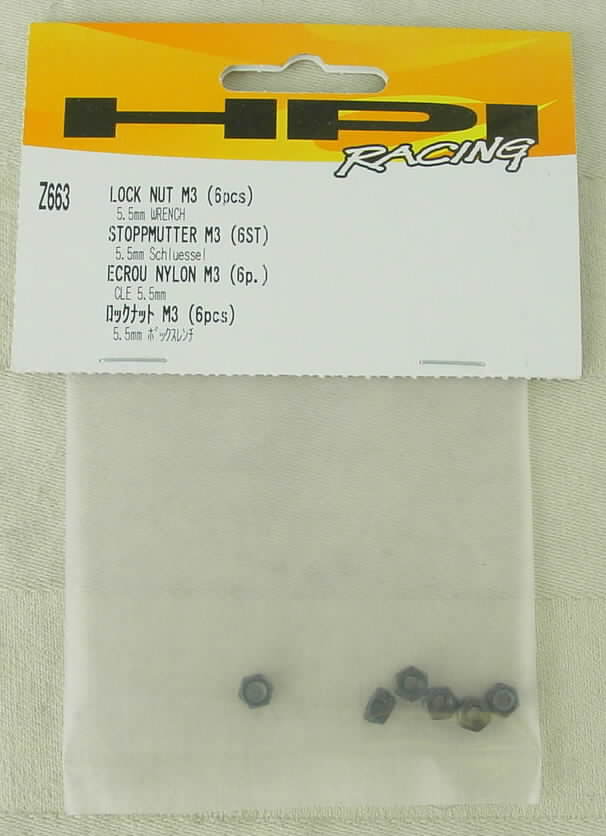 HPI
RACING
Z663
LOCK NUT M3 (6pcs)
5.5mm WRENCH
STOPPMUTTER M3 (6ST)
5.5mm Schluessel
ECROU NYLON M3 (6p.)
CLE 5.5mm
ロックナット M3 (6pcs)
5.5mm ボックスレンチ